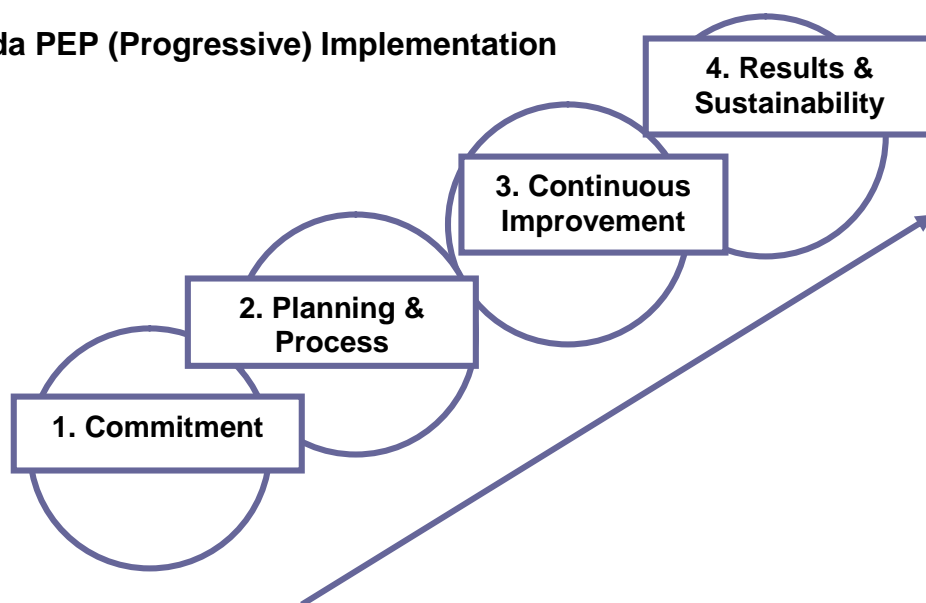 da PEP (Progressive) Implementation
4. Results &
Sustainability
3. Continuous
Improvement
2. Planning &
Process
1. Commitment